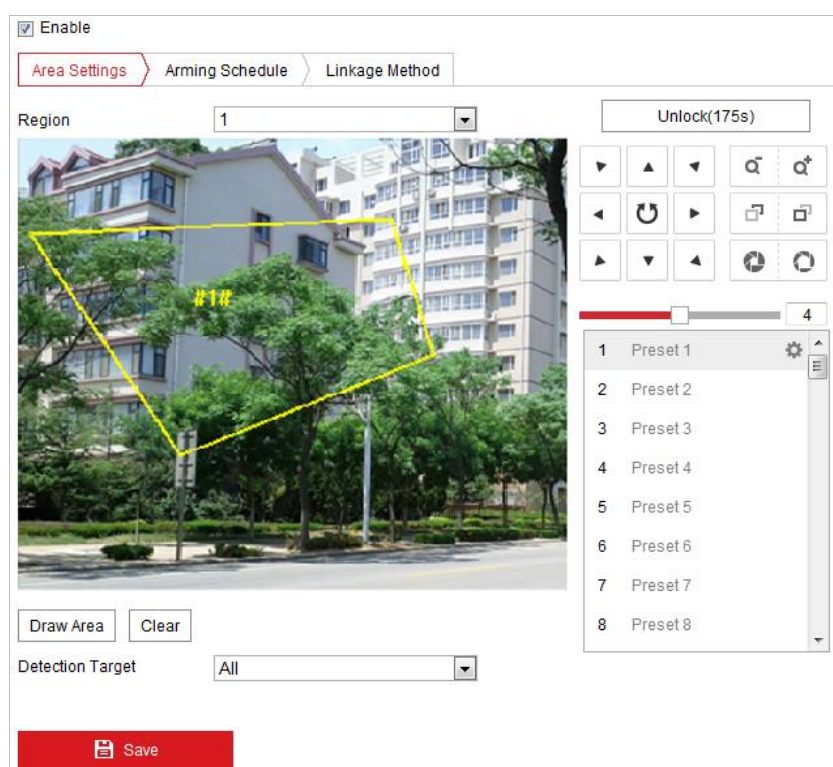 Enable
Area Settings
Arming Schedule
Linkage Method
Region
1
Unlock(175s)
#1#
4
1 Preset 1
2 Preset 2
3 Preset 3
4 Preset 4
5 Preset 5
6 Preset 6
7 Preset 7
8 Preset 8
Draw Area
Clear
Detection Target
All
Save